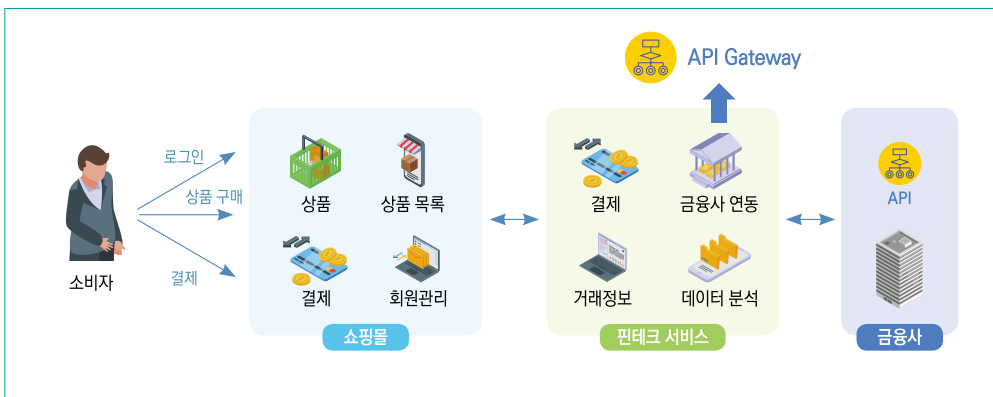 API Gateway
로그인
상품 구매
결제
소비자
상품
상품 목록
결제
회원관리
쇼핑몰
결제
금융사 연동
거래정보
데이터 분석
핀테크 서비스
API
금융사